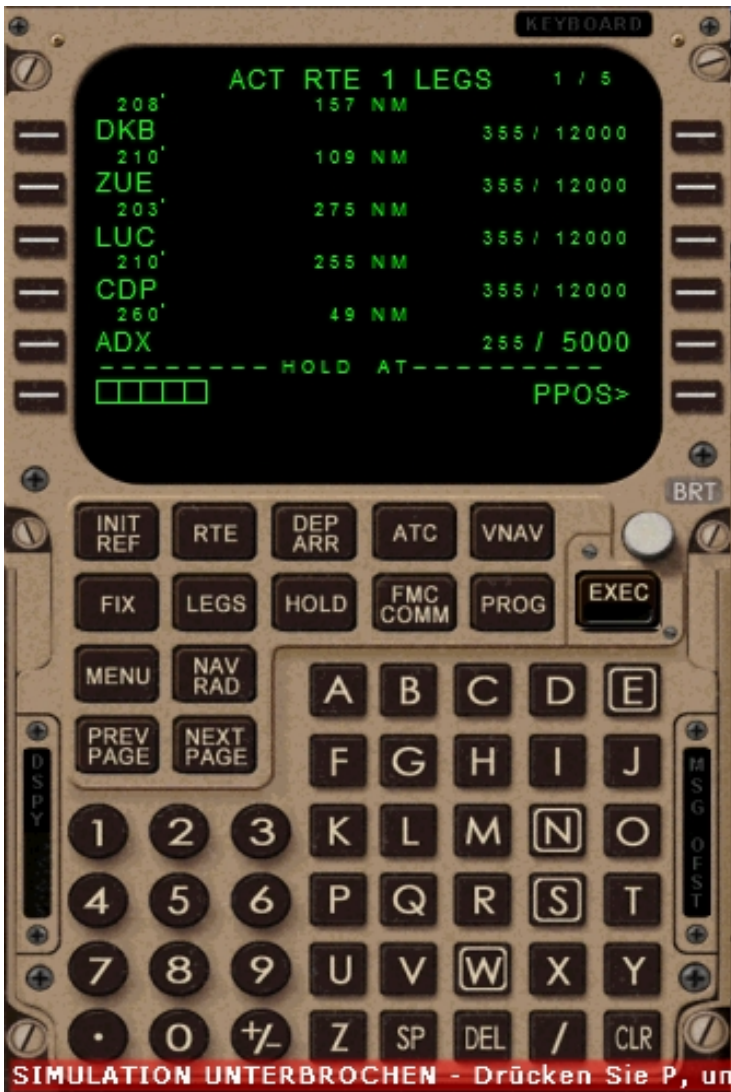 KEYBOARD
ACT RTE 1 LEGS 1 / 5
208' 157 NM
DKB 355 / 12000
210' 109 NM
ZUE 355 / 12000
203' 275 NM
LUC 355 / 12000
210' 255 NM
CDP 355 / 12000
260' 49 NM
ADX 255 / 5000
--------- HOLD AT ---------
□□□□□ PPOS>
BRT
INIT REF RTE DEP ARR ATC VNAV
FIX LEGS HOLD FMC COMM PROG EXEC
MENU NAV RAD
A B C D E
PREV PAGE NEXT PAGE
F G H I J
DSPY
MSG OFST
1 2 3 K L M N O
4 5 6 P Q R S T
7 8 9 U V W X Y
. 0 +/- Z SP DEL / CLR
SIMULATION UNTERBROCHEN - Drücken Sie P, un